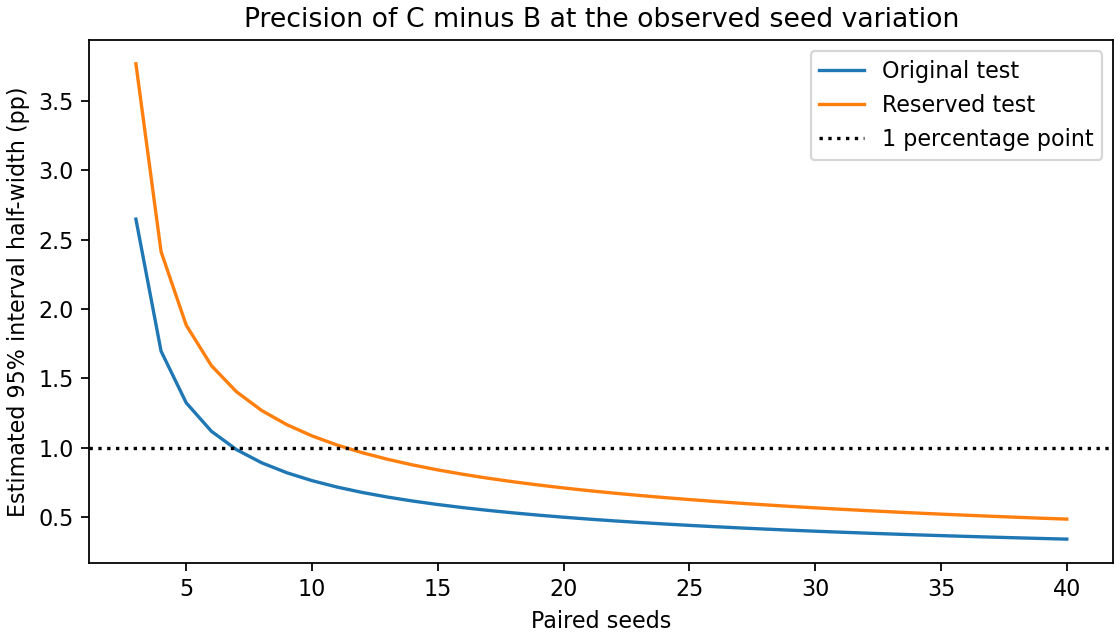 Precision of C minus B at the observed seed variation
Estimated 95% interval half-width (pp)
3.5
3.0
2.5
2.0
1.5
1.0
0.5
Original test
Reserved test
1 percentage point
5 10 15 20 25 30 35 40
Paired seeds